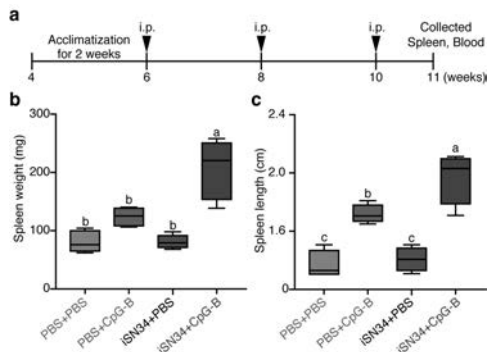 a
i.p. i.p. i.p. Collected
Acclimatization Spleen, Blood
for 2 weeks
4 6 8 10 11 (weeks)
b
300
200
100
0
Spleen weight (mg)
b b b a
PBS+PBS
PBS+CpG-B
iSN34+PBS
iSN34+CpG-B
c
2.4
2.0
1.6
1.2
Spleen length (cm)
c b c a
PBS+PBS
PBS+CpG-B
iSN34+PBS
iSN34+CpG-B